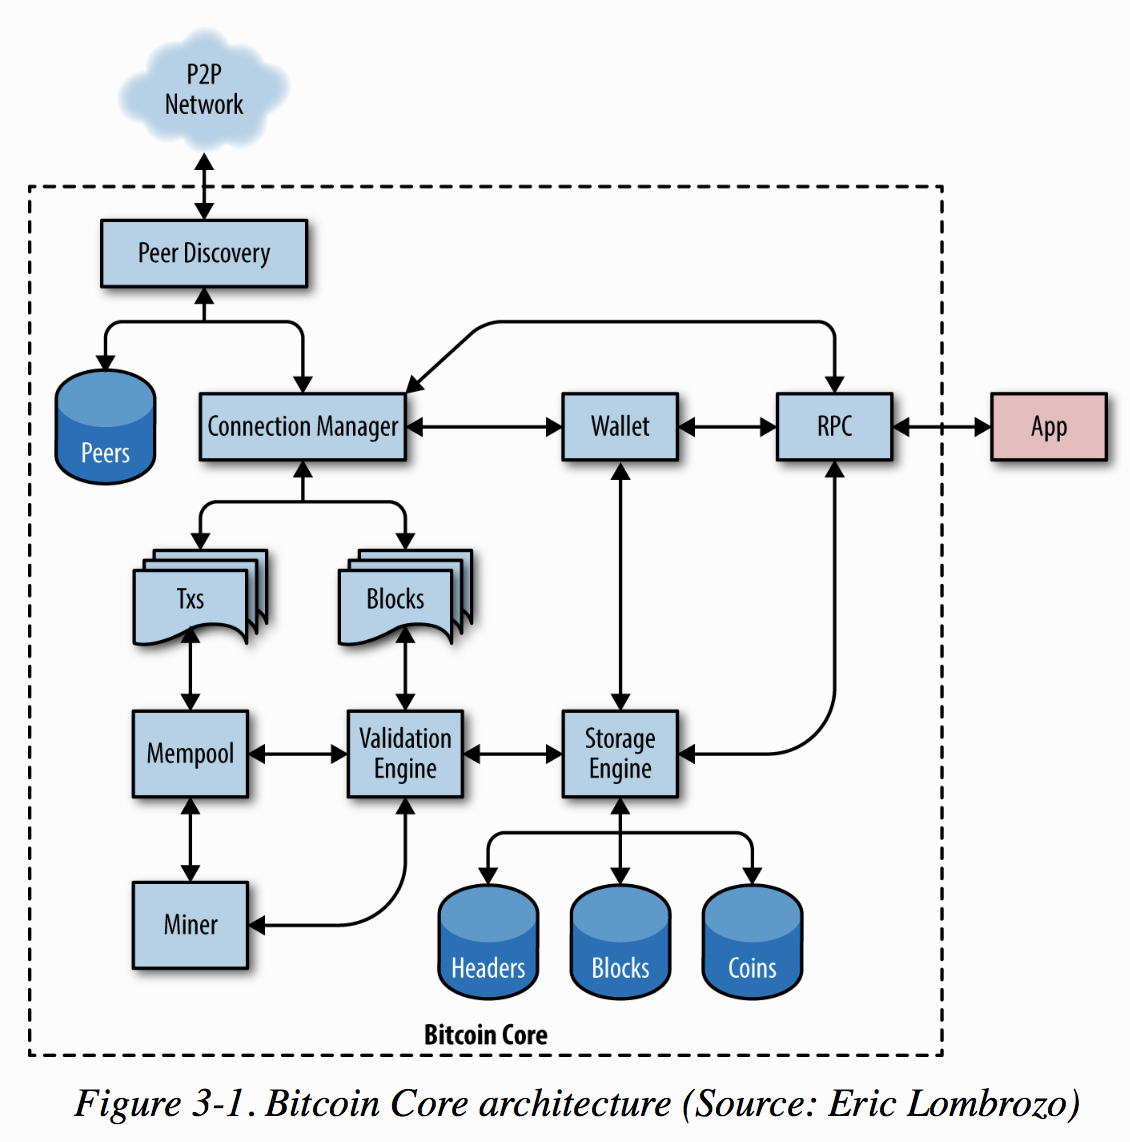 P2P
Network
Peer Discovery
Peers
Connection Manager
Wallet
RPC
App
Txs
Blocks
Mempool
Validation
Engine
Storage
Engine
Miner
Headers
Blocks
Coins
Bitcoin Core
Figure 3-1. Bitcoin Core architecture (Source: Eric Lombrozo)